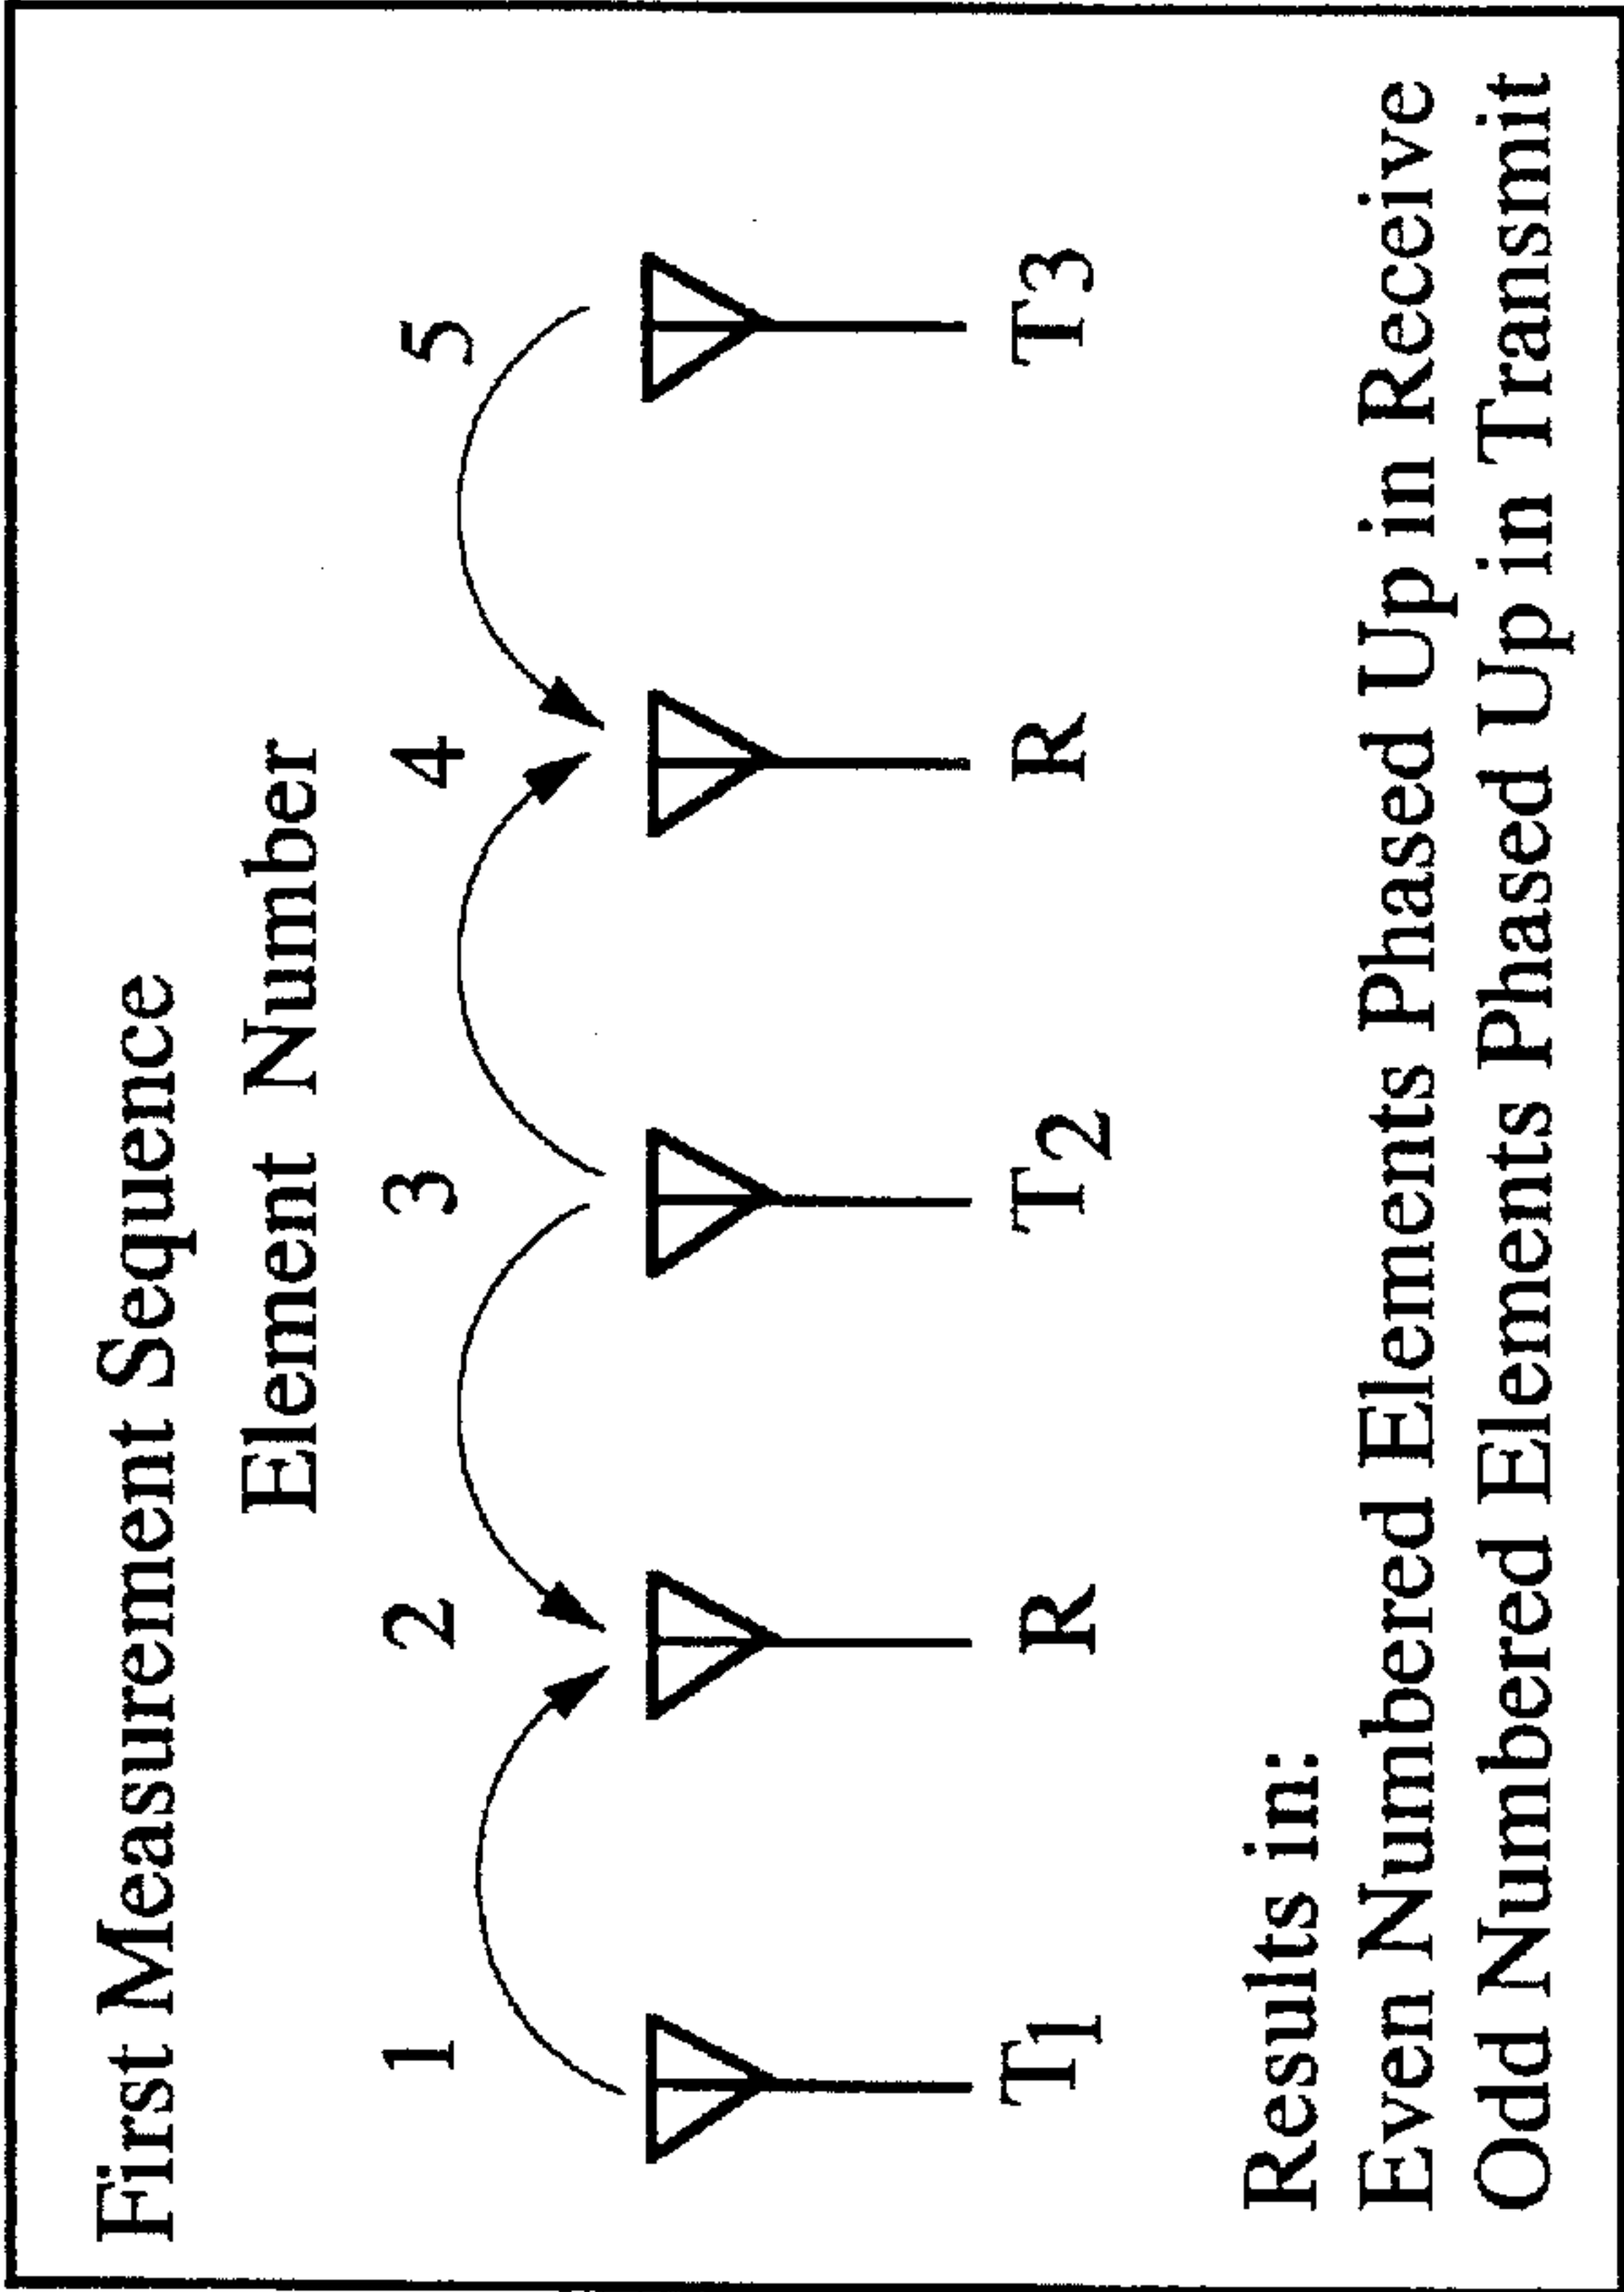 First Measurement Sequence
Element Number
1 2 3 4 5
T1 R T2 R T3
Results in:
Even Numbered Elements Phased Up in Receive
Odd Numbered Elements Phased Up in Transmit